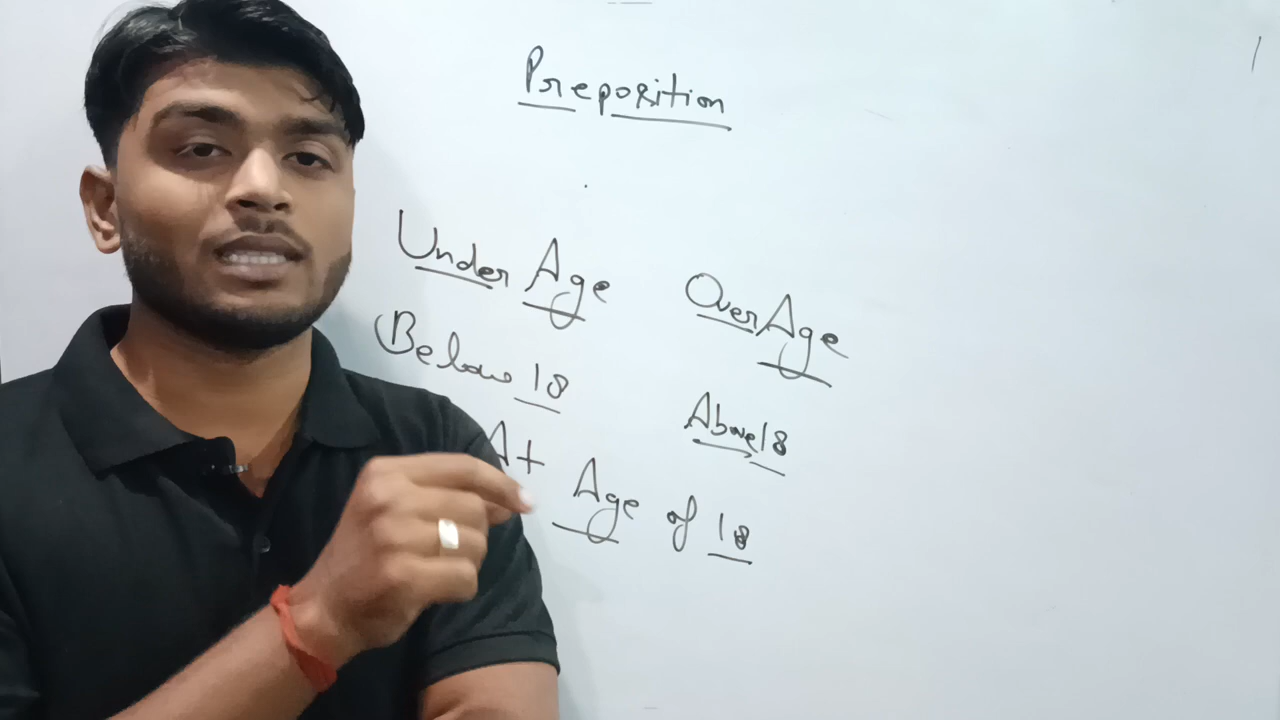 Preposition
Under Age
Over Age
Below 18
Above 18
At Age of 18